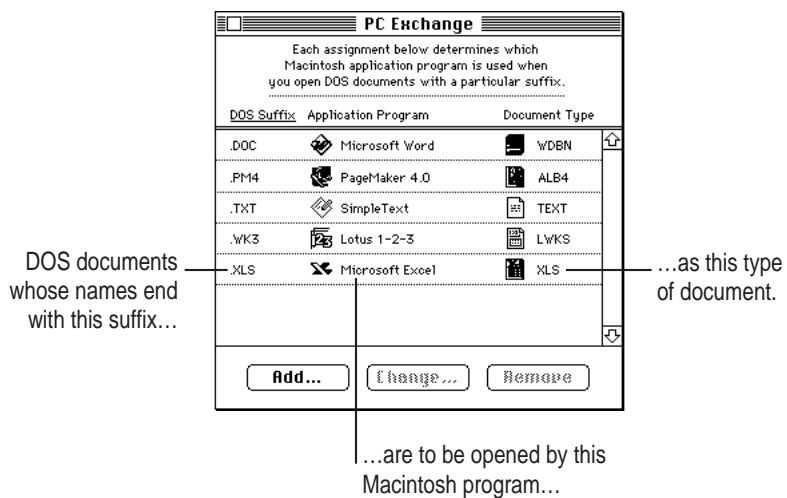 PC Exchange
Each assignment below determines which
Macintosh application program is used when
you open DOS documents with a particular suffix.
DOS Suffix Application Program Document Type
.DOC Microsoft Word WDBN
.PM4 PageMaker 4.0 ALB4
.TXT SimpleText TEXT
.WK3 Lotus 1-2-3 LWKS
.XLS Microsoft Excel XLS
Add... Change... Remove
DOS documents
whose names end
with this suffix…
…as this type
of document.
…are to be opened by this
Macintosh program…